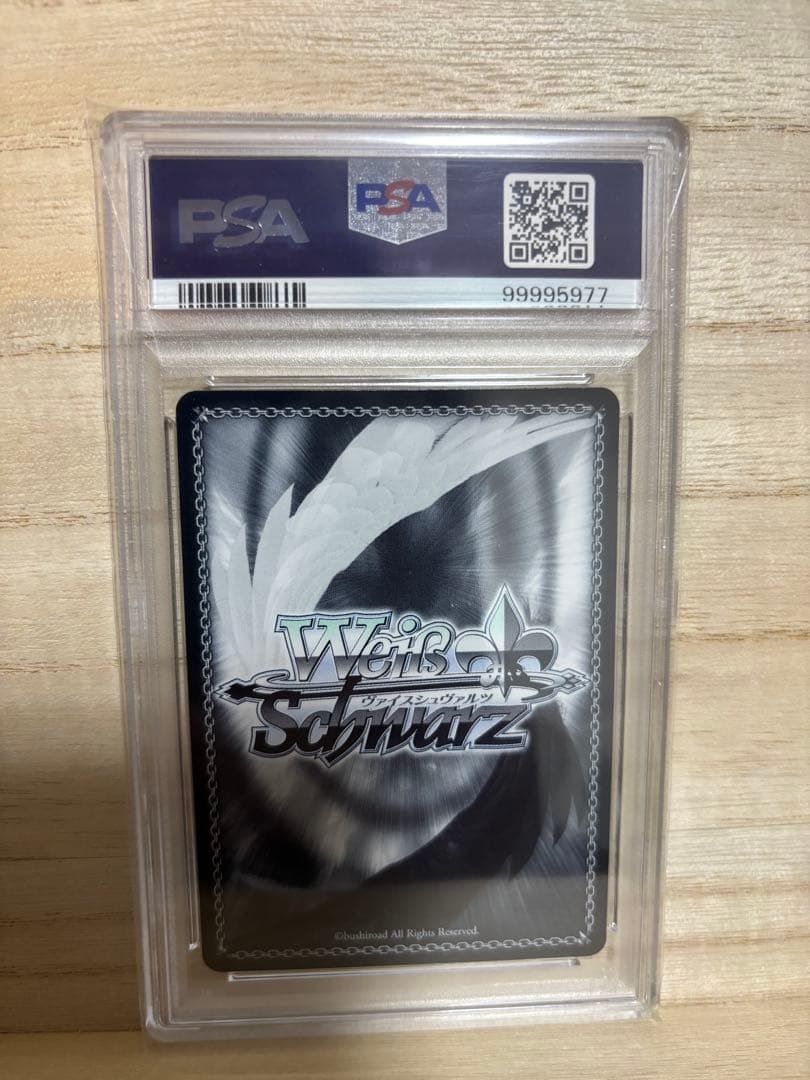 PSA
PSA
99995977
Weiß
ヴァイスシュヴァルツ
Schwarz
©bushiroad All Rights Reserved.